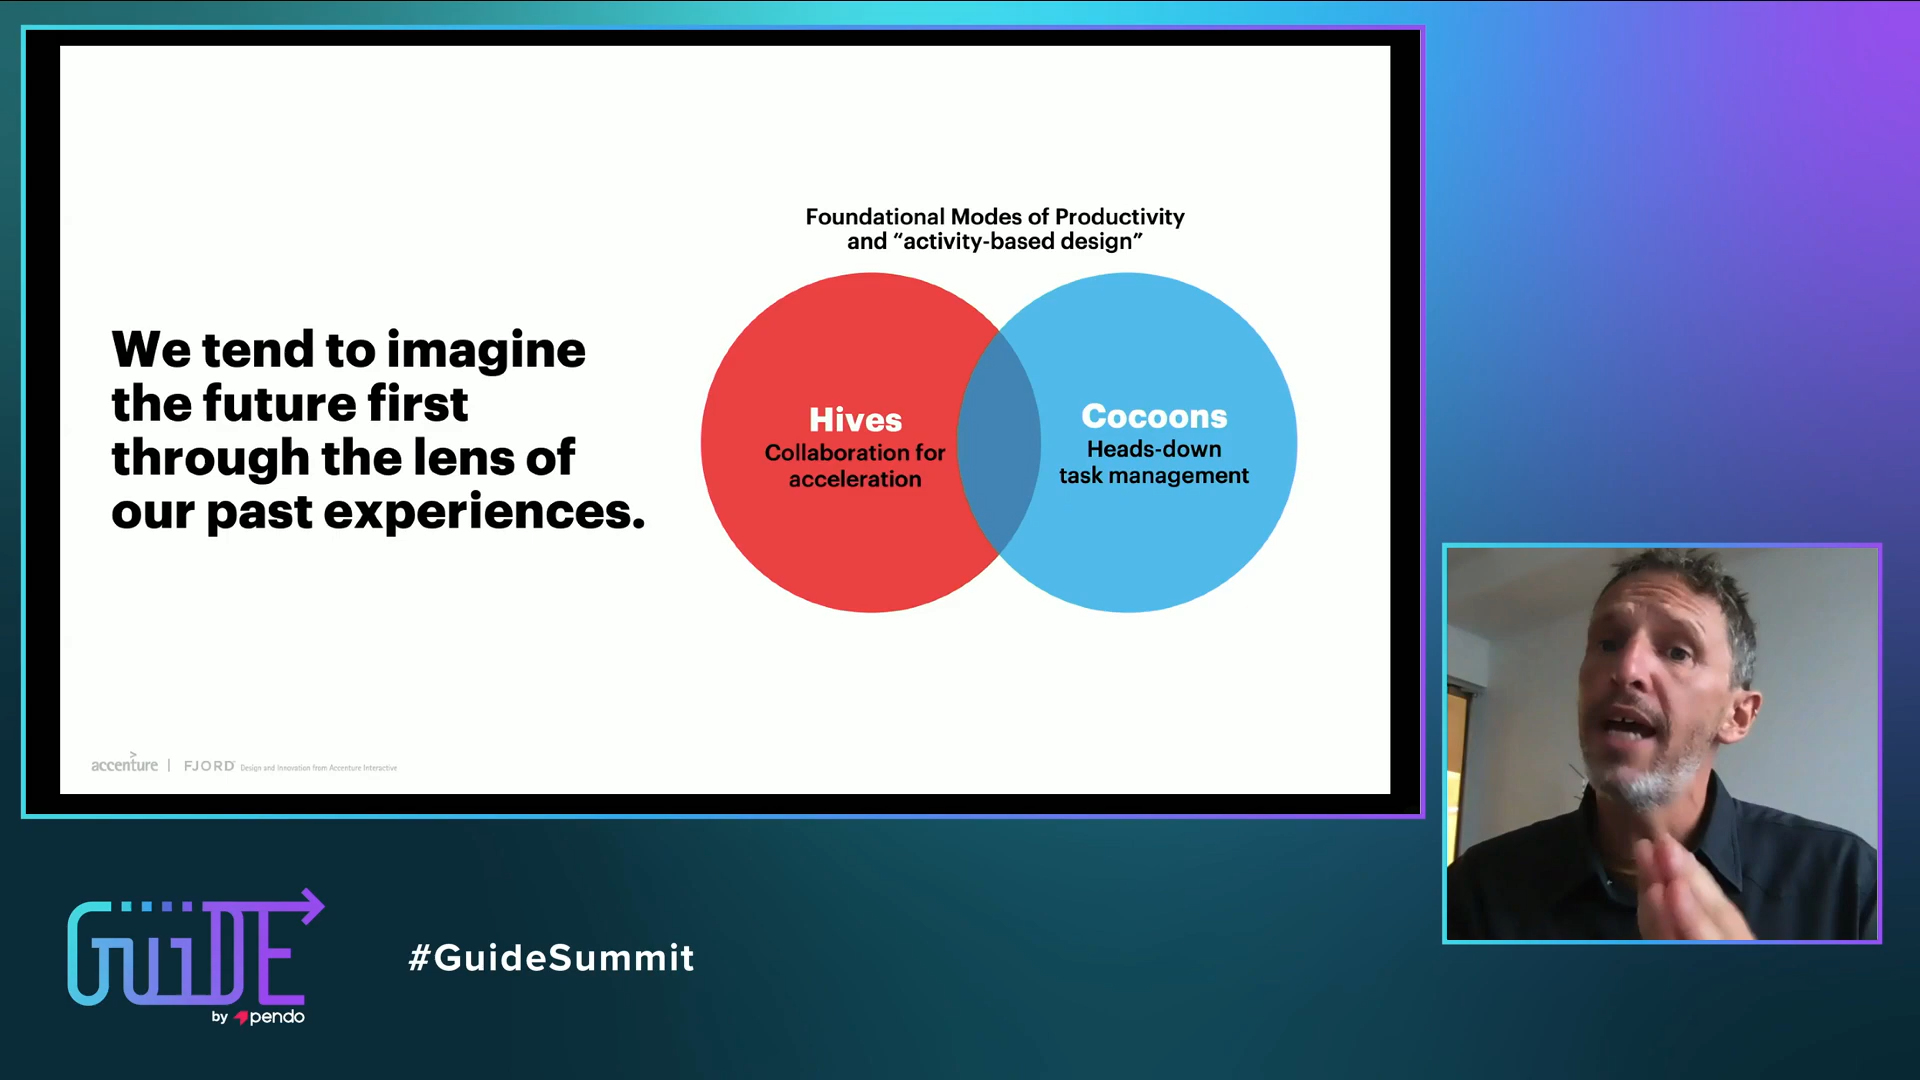 We tend to imagine
the future first
through the lens of
our past experiences.
Foundational Modes of Productivity
and “activity-based design”
Hives
Collaboration for
acceleration
Cocoons
Heads-down
task management
accenture | FJORD Design and Innovation from Accenture Interactive
GUIDE
by pendo
#GuideSummit